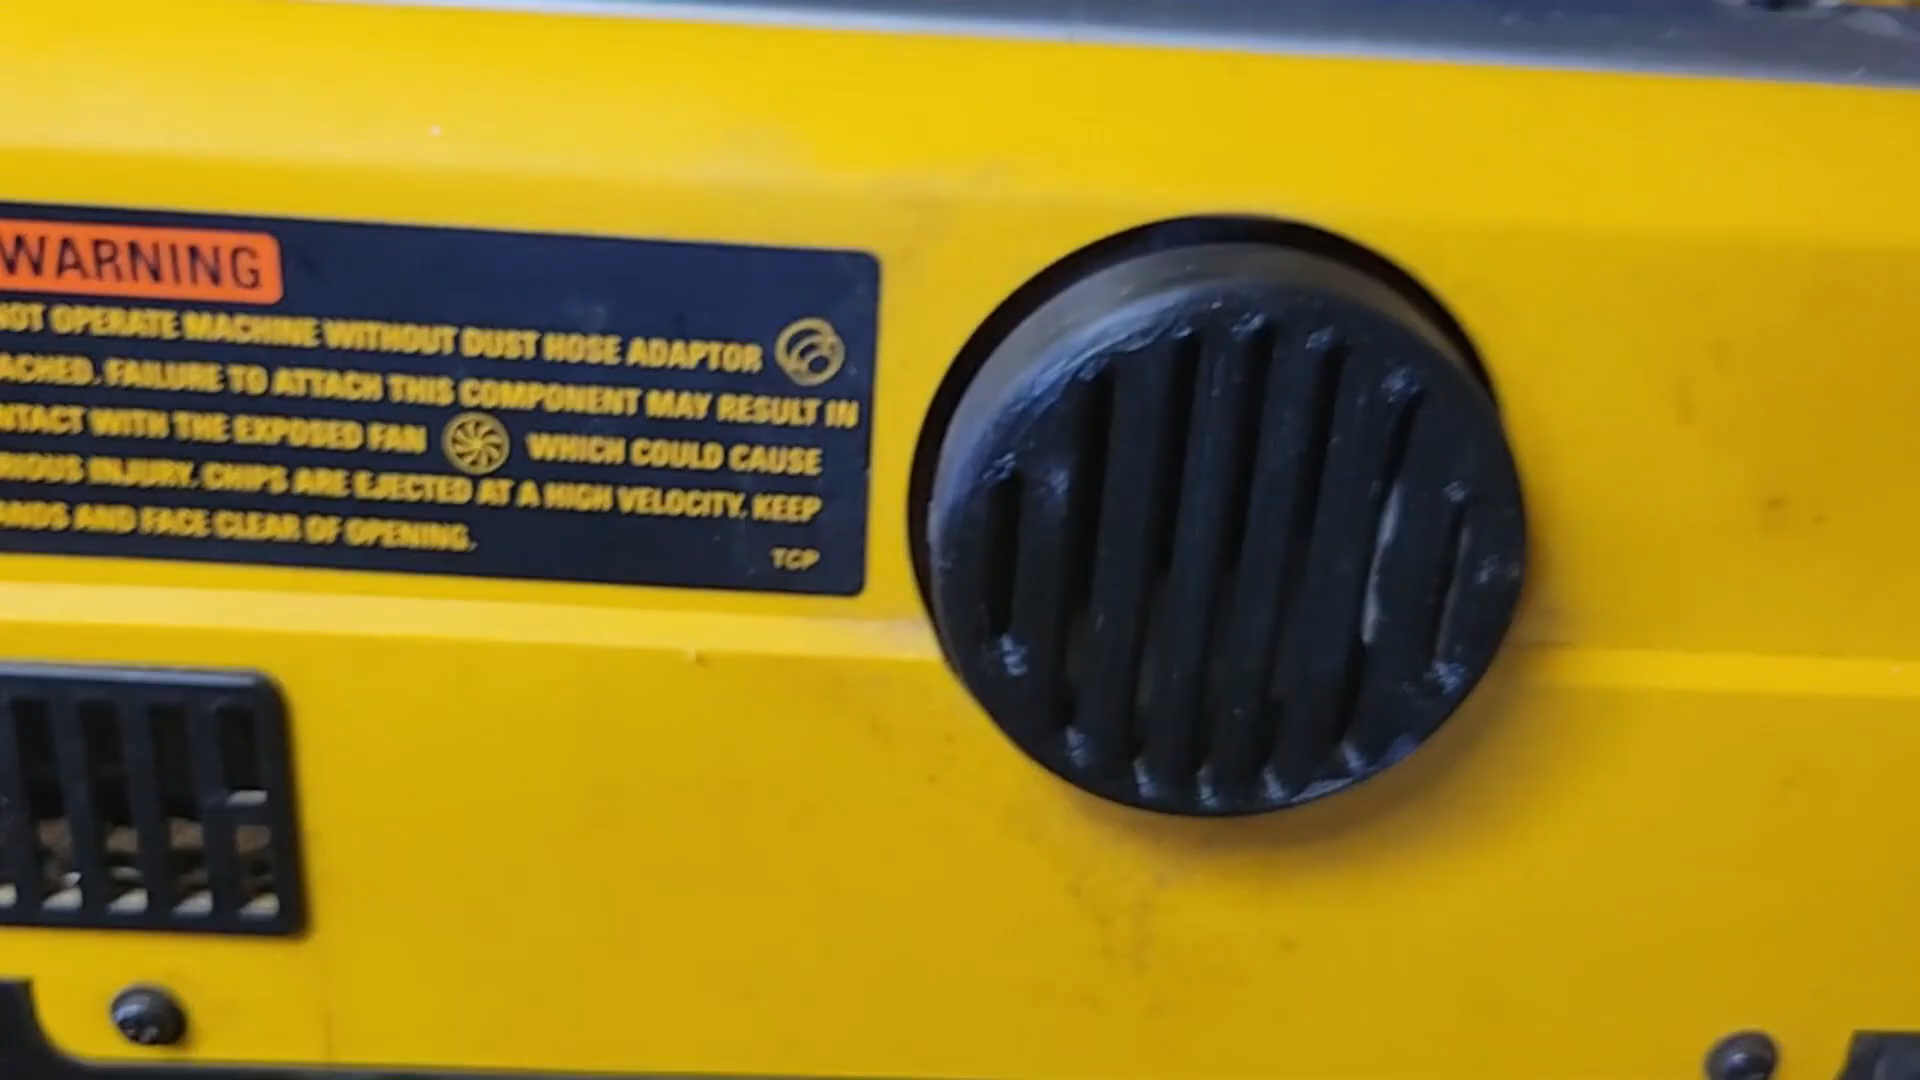 WARNING
NOT OPERATE MACHINE WITHOUT DUST HOSE ADAPTOR
ACHED. FAILURE TO ATTACH THIS COMPONENT MAY RESULT IN
NTACT WITH THE EXPOSED FAN WHICH COULD CAUSE
RIOUS INJURY. CHIPS ARE EJECTED AT A HIGH VELOCITY. KEEP
ANDS AND FACE CLEAR OF OPENING.
TCP